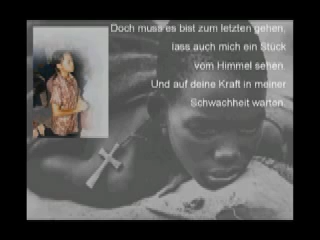 Doch muss es bist zum letzten gehen,
lass auch mich ein Stück
vom Himmel sehen.
Und auf deine Kraft in meiner
Schwachheit warten.